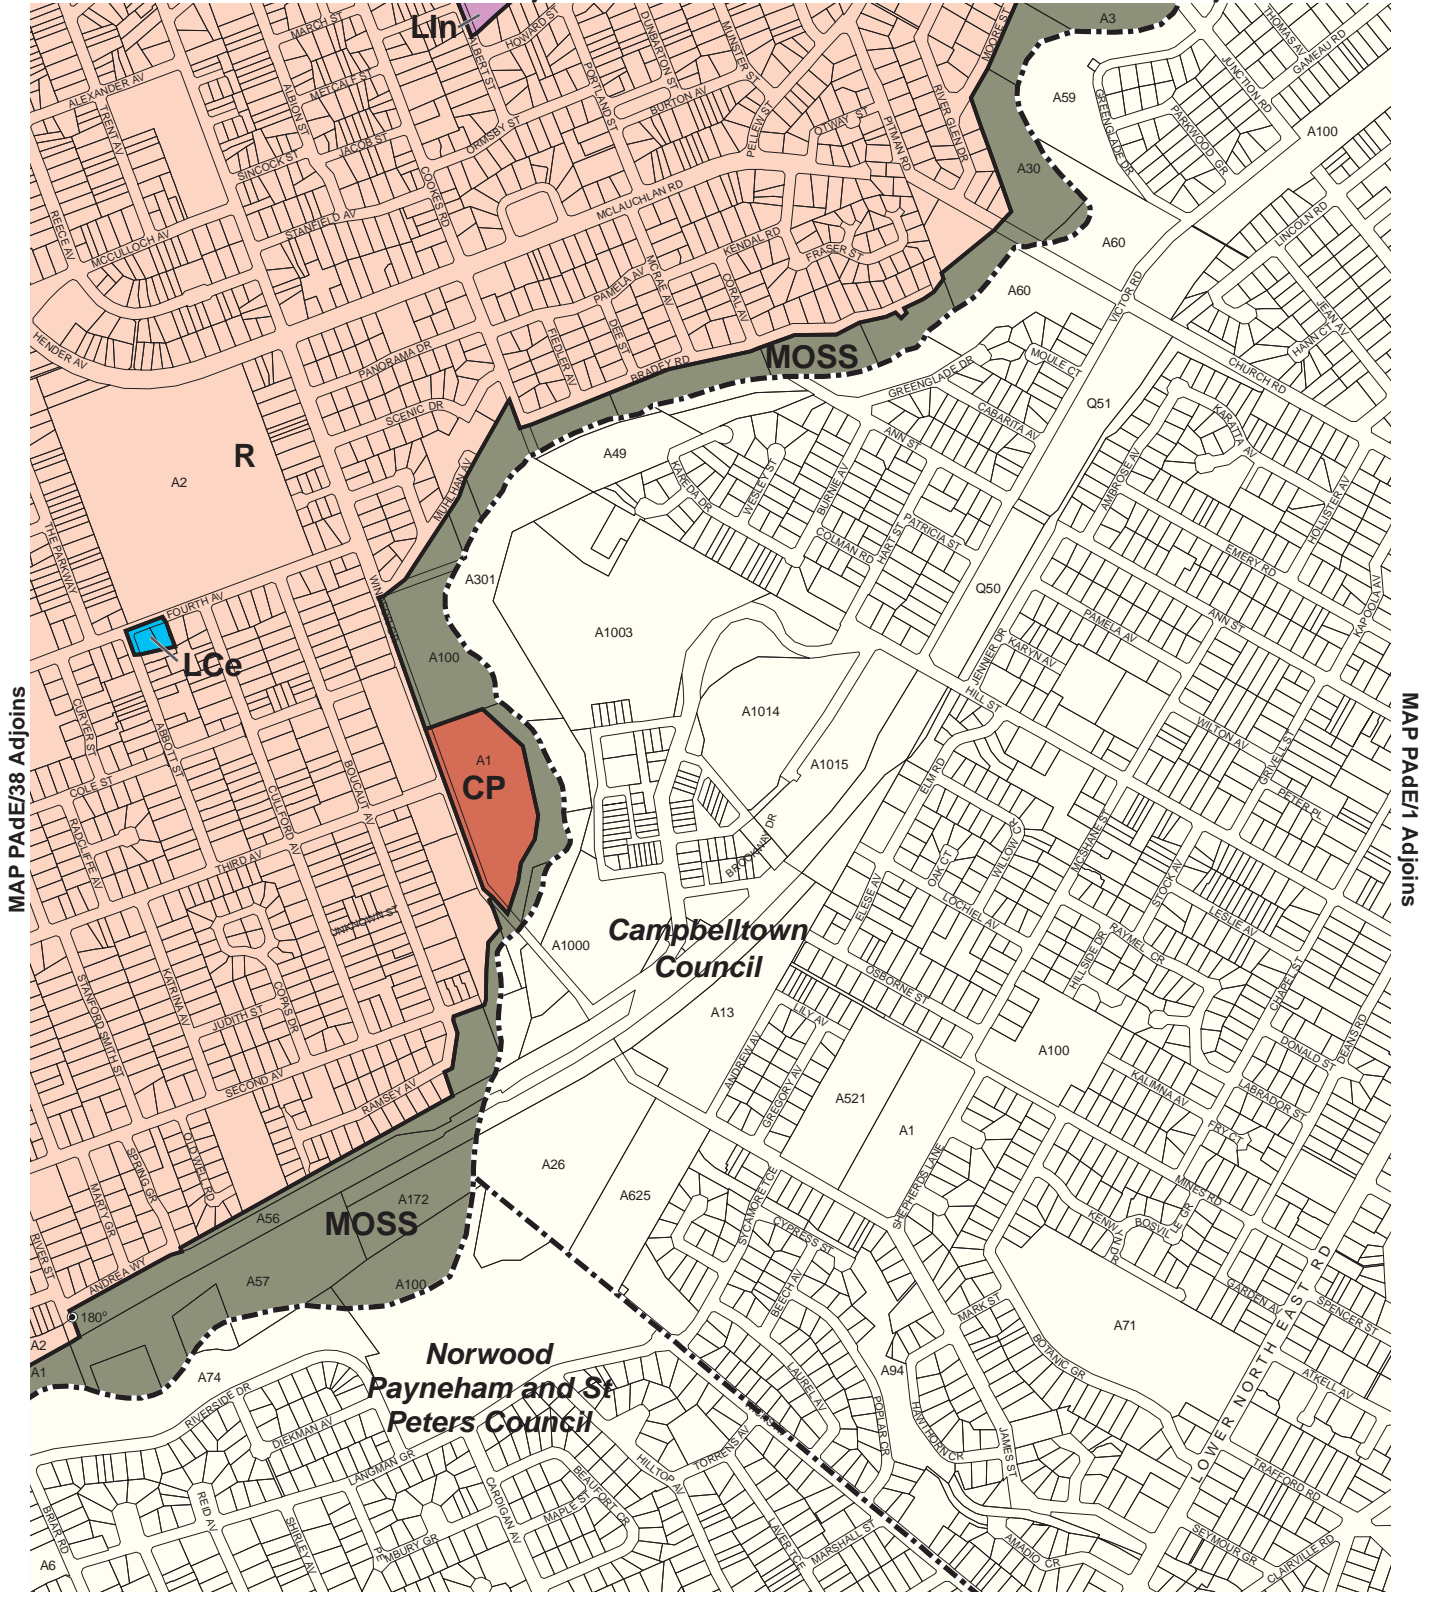 LIn
A3
MARCH ST
HOWARD ST
ALBERT ST
DUNBARTON ST
MUNSTER ST
MOORE ST
THOMAS AV
GAMEAU RD
JUNCTION RD
ALEXANDER AV
TRENT AV
METCALF ST
ALBION ST
PORTLAND ST
BURTON AV
A59
GREENGLADE DR
PARKWOOD GR
A100
ORMSBY ST
JACOB ST
SINCOCK ST
PELLEW ST
OTWAY ST
PITMAN RD
RIVER GLEN DR
A30
COOKES RD
MCLAUCHLAN RD
REECE AV
MCCULLOCH AV
STANFIELD AV
KENDAL RD
FRASER ST
A60
LINCOLN RD
PAMELA AV
MCRAE AV
CORAL AV
A60
VICTOR RD
JEAN AV
HANN CT
HENDER AV
PANORAMA DR
FIEDLER AV
DEE ST
BRADEY RD
MOSS
GREENGLADE DR
MOULE CT
CHURCH RD
CABARITA AV
Q51
KARATTA AV
SCENIC DR
R
A2
A49
ANN ST
MUHLHAN AV
KAREDA DR
WESLEY ST
BURNIE AV
AMBROSE AV
HOLLISTER AV
THE PARKWAY
COLMAN RD
HART ST
PATRICIA ST
EMERY RD
A301
Q50
KAPOOLA AV
FOURTH AV
A1003
PAMELA AV
ANN ST
LCe
A100
JENNIER DR
KARYN AV
HILL ST
MAP PAdE/38 Adjoins
CURYER ST
ABBOTT ST
A1014
WILTON AV
GRIVELL ST
MAP PAdE/1 Adjoins
A1
CP
A1015
COLE ST
BOUCAUT AV
CULFORD AV
ELM RD
PETER PL
RADCLIFFE AV
BROOKWAY DR
OAK CT
WILLOW CR
MCSHANE ST
THIRD AV
ELESE AV
LOCHIEL AV
STOCK AV
LESLIE AV
UNKNOWN ST
A1000
Campbelltown
Council
RAYMEL CR
HILLSIDE DR
OSBORNE ST
CHAPEL ST
STANFORD SMITH ST
KATRINA AV
COPAS DR
JUDITH ST
A13
LILY AV
A100
DONALD ST
DEANS RD
SECOND AV
RAMSEY AV
ANDREW AV
GREGORY AV
A521
A1
KALIMNA AV
LABRADOR ST
FRY CT
SPRING GR
OLD WELL RD
A26
A625
SYCAMORE TCE
SHEPHERDS LANE
MINES RD
MARTY GR
A56
A172
MOSS
CYPRESS ST
BOSVILLE GR
RIVER ST
ANDREA WY
A57
A100
BEECH AV
GARDEN AV
SPENCER ST
180°
MARK ST
BOTANIC GR
A71
A2
A1
A74
Norwood
Payneham and St
Peters Council
RIVERSIDE DR
LAUREL AV
A94
LOWER NORTH EAST RD
ATKELL AV
DIEKMAN AV
POPLAR CR
HAWTHORN CR
JAMES ST
LANGMAN GR
TORRENS AV
HILLTOP AV
BEAUFORT CR
TRAFFORD RD
CARDIGAN AV
MAPLE ST
REID AV
SHIRLEY AV
BRIAR RD
LAVER TCE
MARSHALL ST
AMADIO CR
SEYMOUR GR
CLAIRVILLE RD
A6